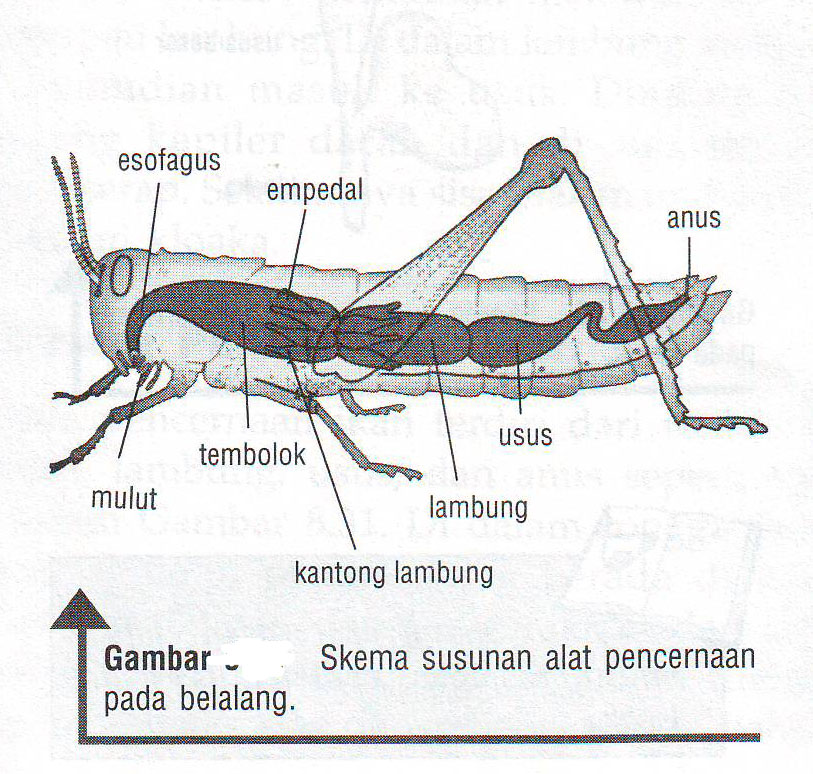 esofagus
empedal
anus
tembolok
usus
mulut
lambung
kantong lambung
Gambar Skema susunan alat pencernaan
pada belalang.